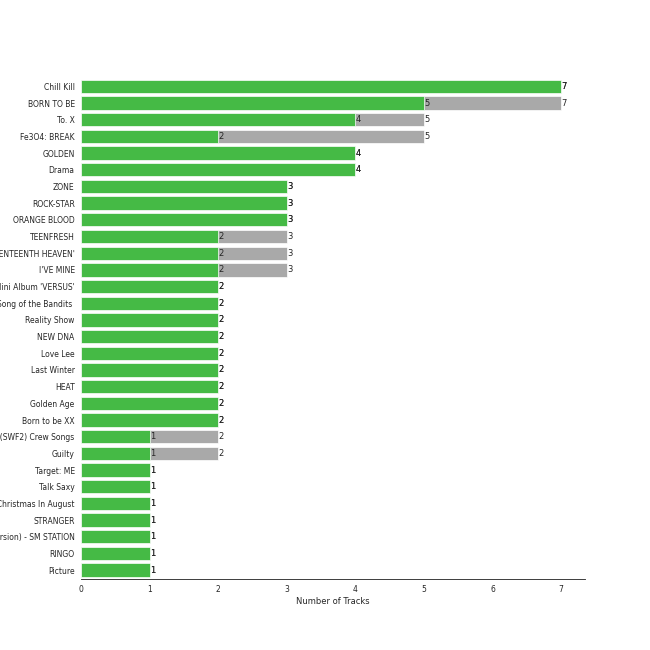 Chill Kill 7
BORN TO BE 5 7
To. X 4 5
Fe3O4: BREAK 2 5
GOLDEN 4
Drama 4
ZONE 3
ROCK-STAR 3
ORANGE BLOOD 3
TEENFRESH 2 3
ENTEENTH HEAVEN' 2 3
I'VE MINE 2 3
ini Album 'VERSUS' 2
Song of the Bandits 2
Reality Show 2
NEW DNA 2
Love Lee 2
Last Winter 2
HEAT 2
Golden Age 2
Born to be XX 2
(SWF2) Crew Songs 1 2
Guilty 1 2
Target: ME 1
Talk Saxy 1
Christmas In August 1
STRANGER 1
rsion) - SM STATION 1
RINGO 1
Picture 1
0 1 2 3 4 5 6 7
Number of Tracks